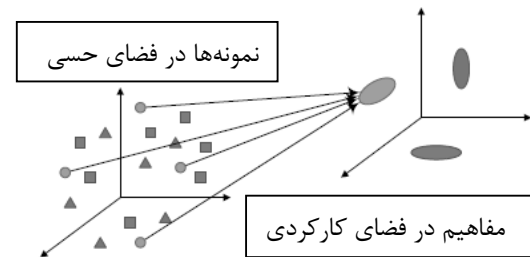 نمونه‌ها در فضای حسی
مفاهیم در فضای کارکردی